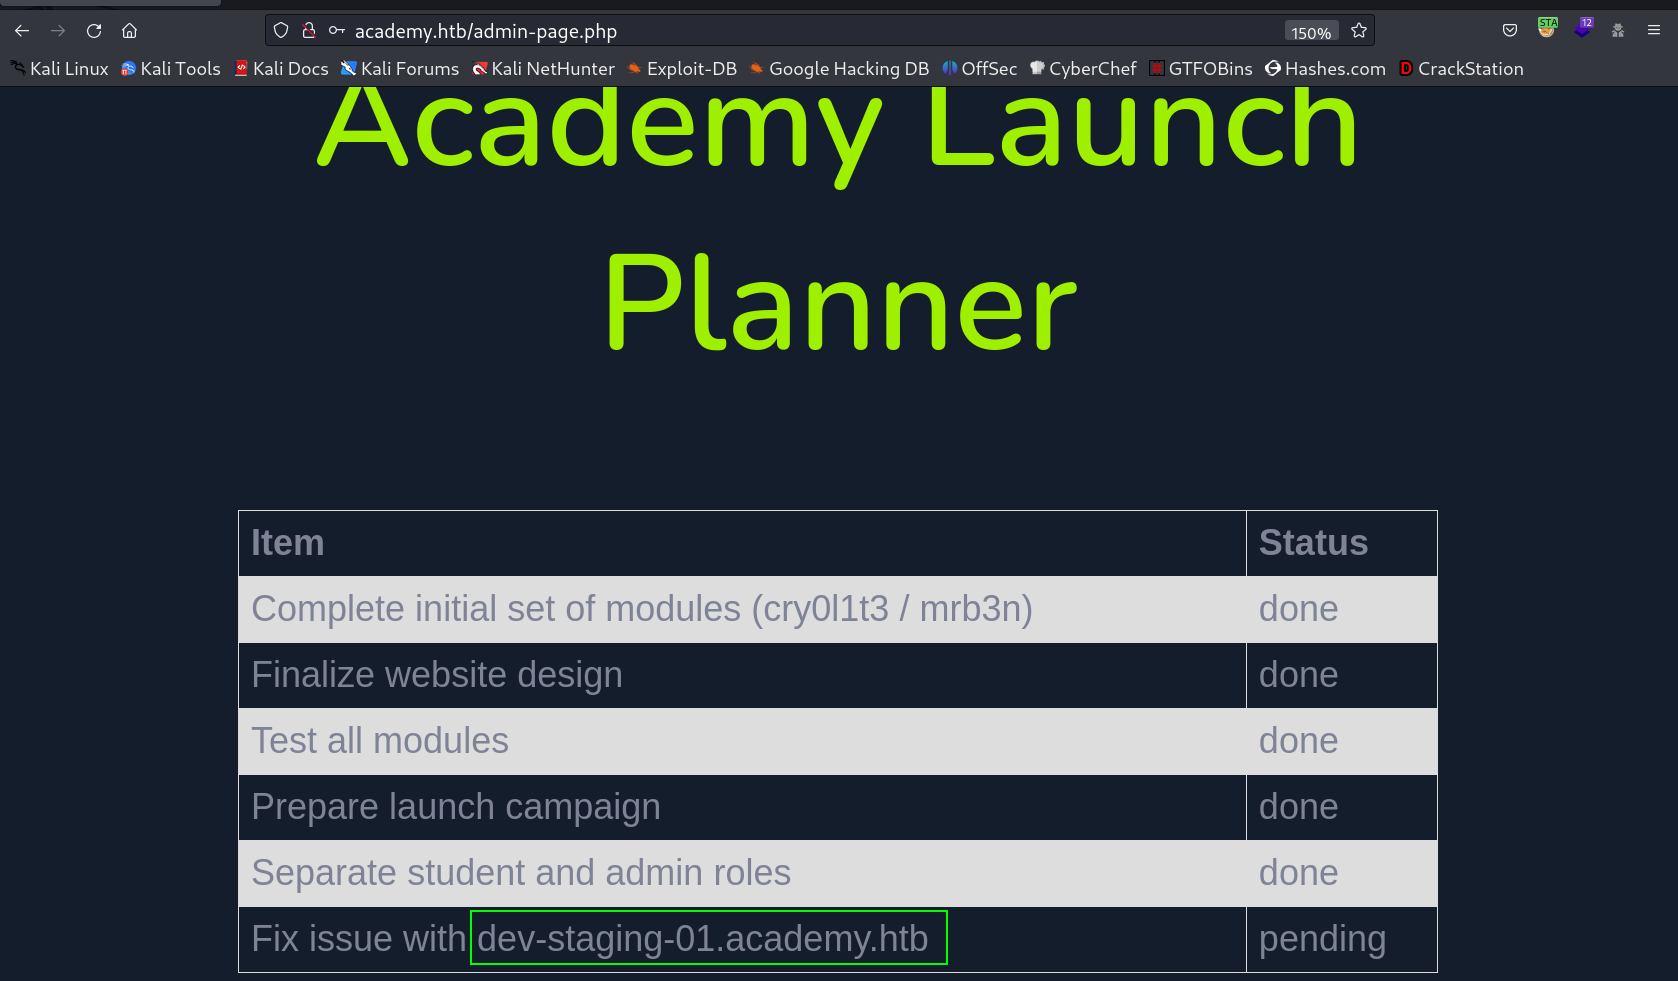 academy.htb/admin-page.php 150% STA 12
Kali Linux Kali Tools Kali Docs Kali Forums Kali NetHunter Exploit-DB Google Hacking DB OffSec CyberChef GTFOBins Hashes.com CrackStation
Academy Launch
Planner
Item Status
Complete initial set of modules (cry0l1t3 / mrb3n) done
Finalize website design done
Test all modules done
Prepare launch campaign done
Separate student and admin roles done
Fix issue with dev-staging-01.academy.htb pending